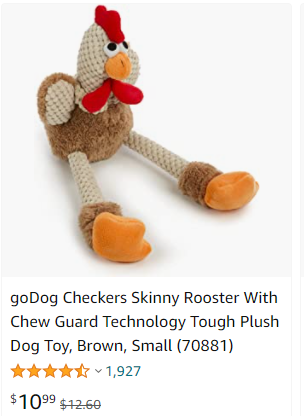 goDog Checkers Skinny Rooster With
Chew Guard Technology Tough Plush
Dog Toy, Brown, Small (70881)
1,927
$10.99 $12.60